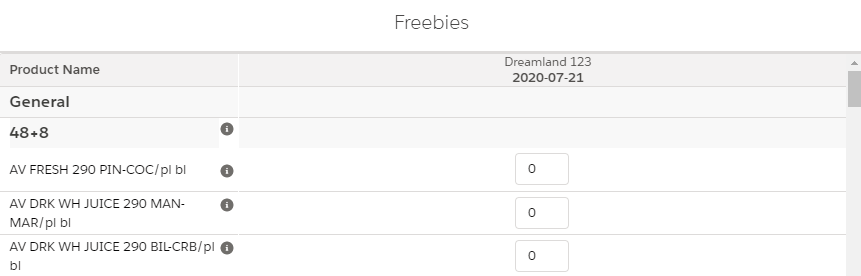 Freebies
Product Name
Dreamland 123
2020-07-21
General
48+8
AV FRESH 290 PIN-COC/pl bl
0
AV DRK WH JUICE 290 MAN-
MAR/pl bl
0
AV DRK WH JUICE 290 BIL-CRB/pl
bl
0